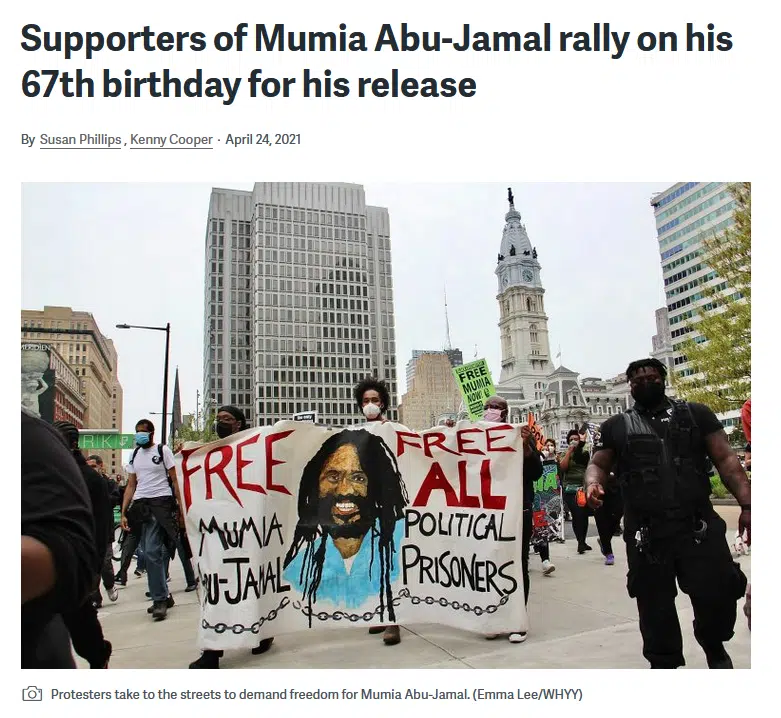 Supporters of Mumia Abu-Jamal rally on his
67th birthday for his release
By Susan Phillips, Kenny Cooper · April 24, 2021
FREE
MUMIA
NOW
FREE
MUMIA
ABU-JAMAL
FREE
ALL
POLITICAL
PRISONERS
Protesters take to the streets to demand freedom for Mumia Abu-Jamal. (Emma Lee/WHYY)